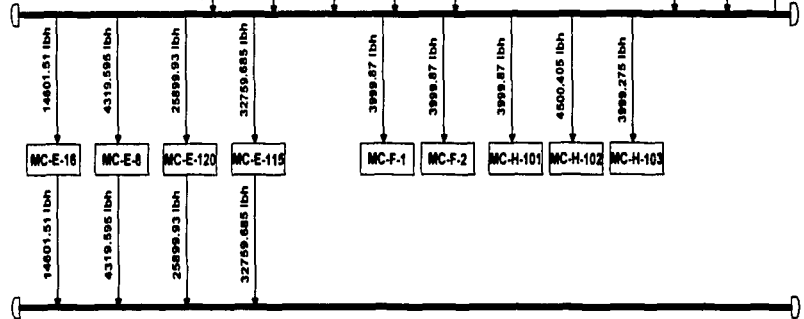 14601.51 lbh
4319.595 lbh
25899.93 lbh
32759.685 lbh
3999.87 lbh
3999.87 lbh
3999.87 lbh
4500.405 lbh
3999.275 lbh
MC-E-16
MC-E-8
MC-E-120
MC-E-115
MC-F-1
MC-F-2
MC-H-101
MC-H-102
MC-H-103
14601.51 lbh
4319.595 lbh
25899.93 lbh
32759.685 lbh